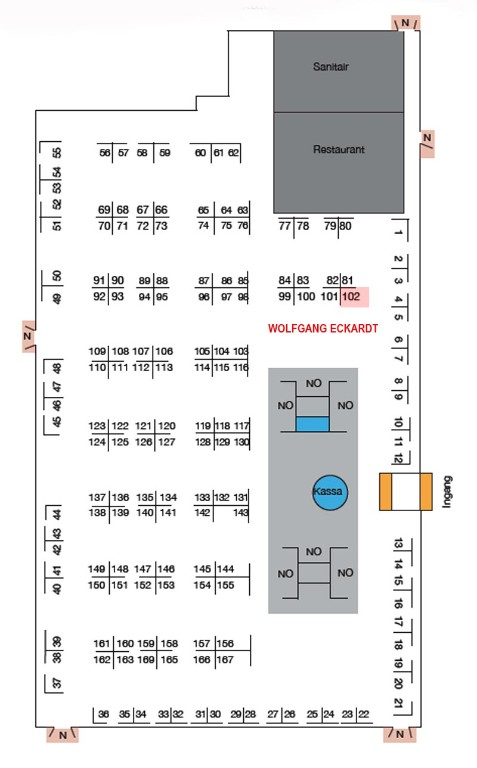 N
Sanitair
N
Restaurant
55 56 57 58 59 60 61 62
54
53
52 69 68 67 66 65 64 63
51 70 71 72 73 74 75 76 77 78 79 80 1
2
50 91 90 89 88 87 86 85 84 83 82 81 3
49 92 93 94 95 96 97 98 99 100 101 102 4
5
WOLFGANG ECKARDT
N
6
109 108 107 106 105 104 103 7
48 110 111 112 113 114 115 116
47 NO 8
46 NO NO 9
45 123 122 121 120 119 118 117 10
124 125 126 127 128 129 130 11
12
137 136 135 134 133 132 131 Kassa Ingang
44 138 139 140 141 142 143
43 13
42 NO 14
41 149 148 147 146 145 144 NO NO 15
40 150 151 152 153 154 155 16
17
39 161 160 159 158 157 156 18
38 162 163 169 165 166 167 19
37 20
21
36 35 34 33 32 31 30 29 28 27 26 25 24 23 22
N N